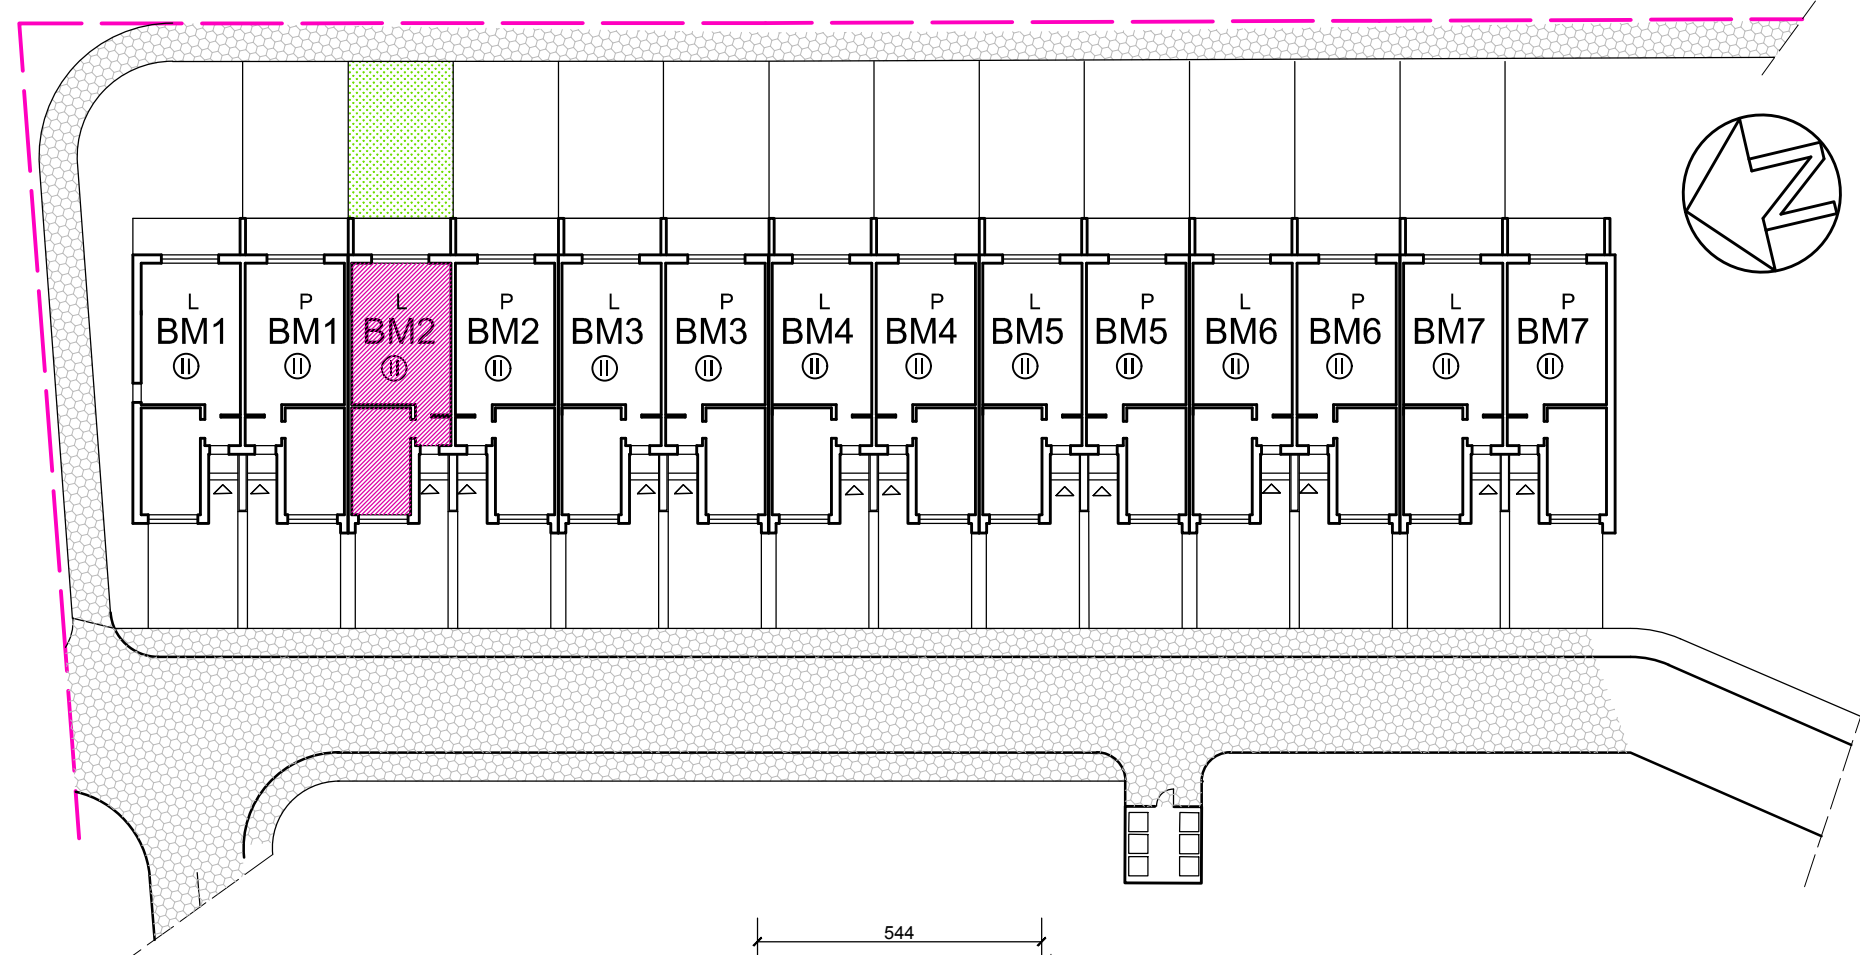 L P L P L P L P L P L P L P
BM1 BM1 BM2 BM2 BM3 BM3 BM4 BM4 BM5 BM5 BM6 BM6 BM7 BM7
II II II II II II II II II II II II II II
N
544